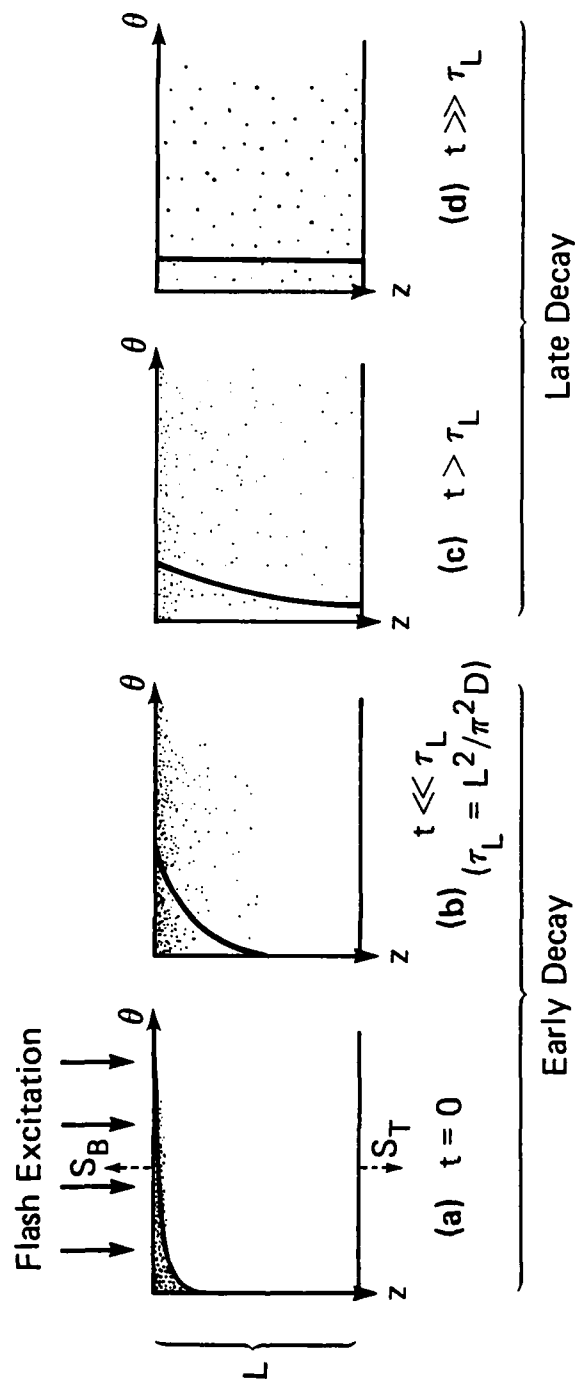 Flash Excitation
S_B
S_T
L
θ
z
(a) t = 0
θ
z
(b) t ≪ τ_L
(τ_L = L²/π²D)
Early Decay
θ
z
(c) t > τ_L
θ
z
(d) t ≫ τ_L
Late Decay